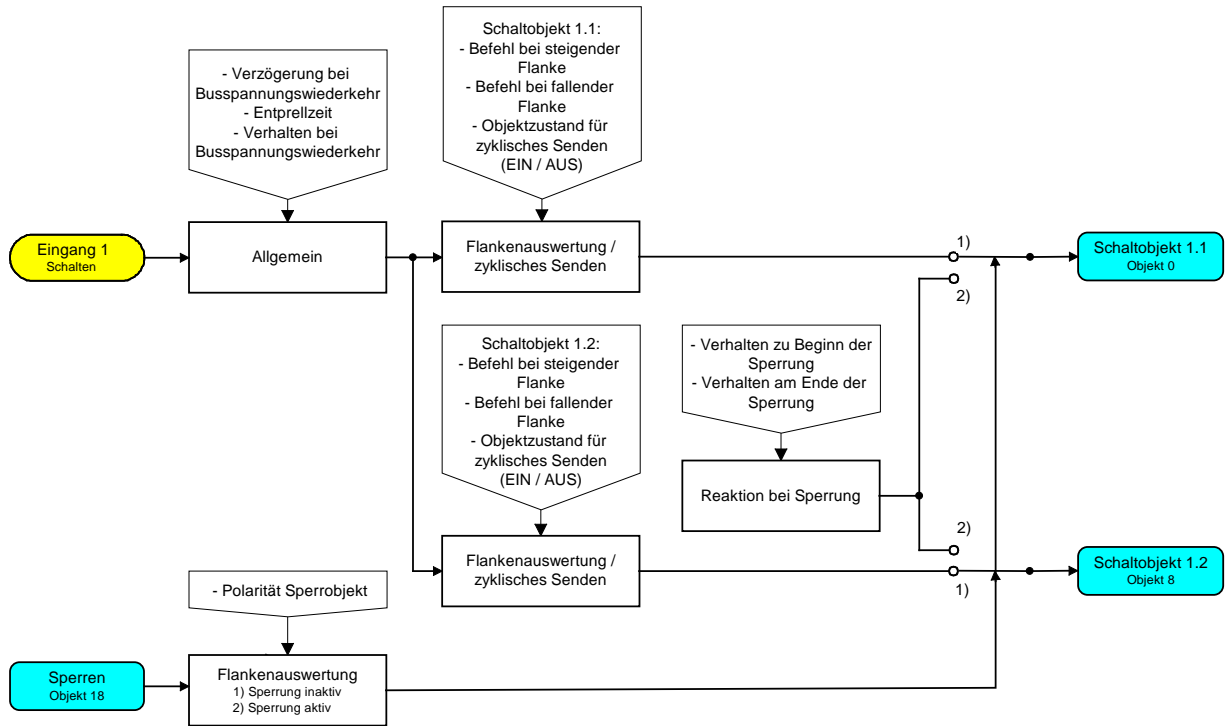 - Verzögerung bei
Busspannungswiederkehr
- Entprellzeit
- Verhalten bei
Busspannungswiederkehr
Schaltobjekt 1.1:
- Befehl bei steigender
Flanke
- Befehl bei fallender
Flanke
- Objektzustand für
zyklisches Senden
(EIN / AUS)
Eingang 1
Schalten
Allgemein
Flankenauswertung /
zyklisches Senden
1)
2)
Schaltobjekt 1.1
Objekt 0
Schaltobjekt 1.2:
- Befehl bei steigender
Flanke
- Befehl bei fallender
Flanke
- Objektzustand für
zyklisches Senden
(EIN / AUS)
- Verhalten zu Beginn der
Sperrung
- Verhalten am Ende der
Sperrung
Reaktion bei Sperrung
Flankenauswertung /
zyklisches Senden
2)
1)
Schaltobjekt 1.2
Objekt 8
- Polarität Sperrobjekt
Sperren
Objekt 18
Flankenauswertung
1) Sperrung inaktiv
2) Sperrung aktiv